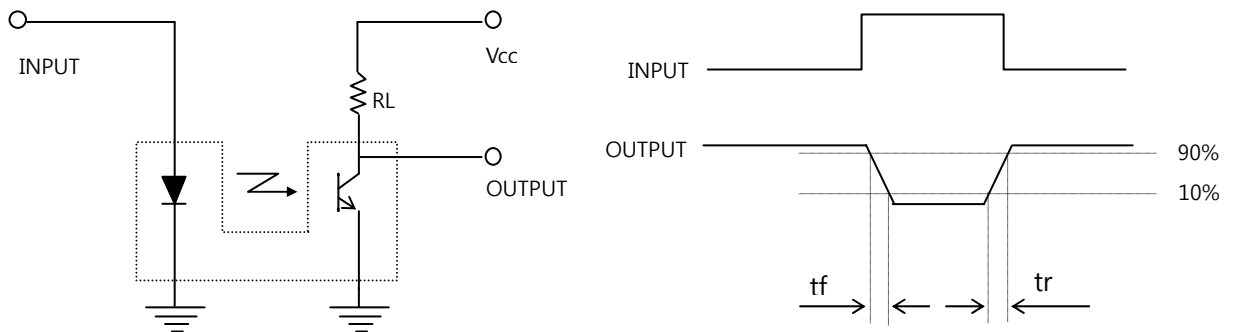 INPUT
Vcc
RL
OUTPUT
INPUT
OUTPUT
90%
10%
tf
tr